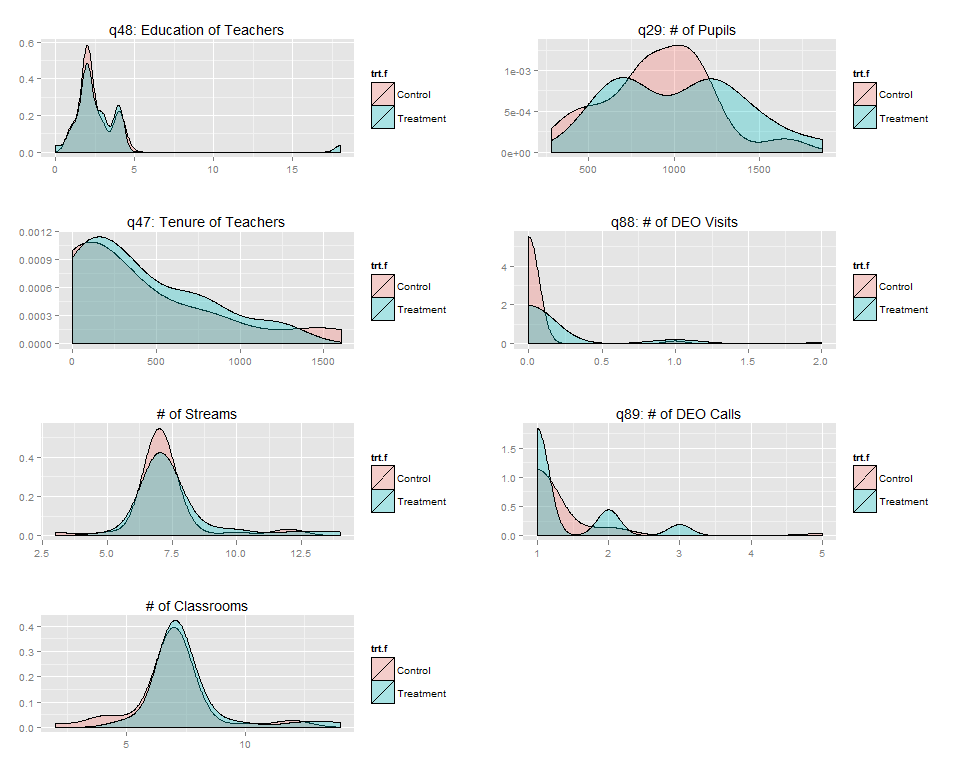 q48: Education of Teachers
0.6
0.4
0.2
0.0
0
5
10
15
trt.f
Control
Treatment
q29: # of Pupils
1e-03
5e-04
0e+00
500
1000
1500
trt.f
Control
Treatment
q47: Tenure of Teachers
0.0012
0.0009
0.0006
0.0003
0.0000
0
500
1000
1500
trt.f
Control
Treatment
q88: # of DEO Visits
4
2
0
0.0
0.5
1.0
1.5
2.0
trt.f
Control
Treatment
# of Streams
0.4
0.2
0.0
2.5
5.0
7.5
10.0
12.5
trt.f
Control
Treatment
q89: # of DEO Calls
1.5
1.0
0.5
0.0
1
2
3
4
5
trt.f
Control
Treatment
# of Classrooms
0.4
0.3
0.2
0.1
0.0
5
10
trt.f
Control
Treatment